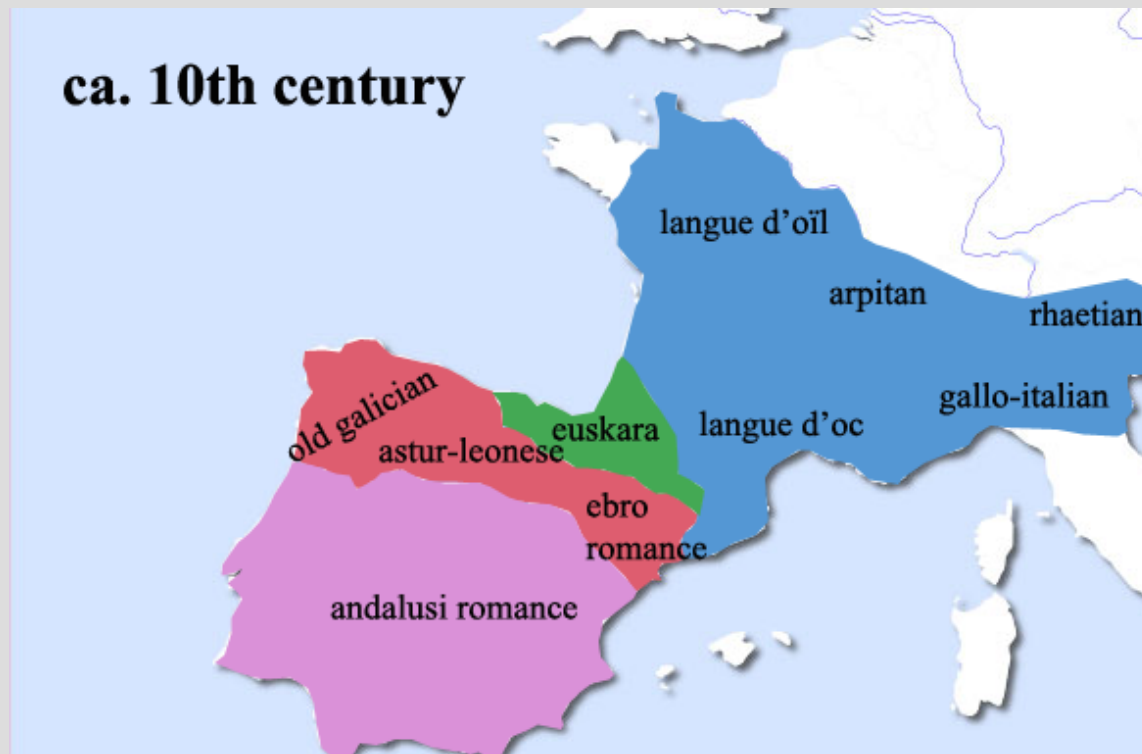 ca. 10th century
langue d’oïl
arpitan
rhaetian
gallo-italian
langue d’oc
euskara
old galician
astur-leonese
ebro
romance
andalusi romance